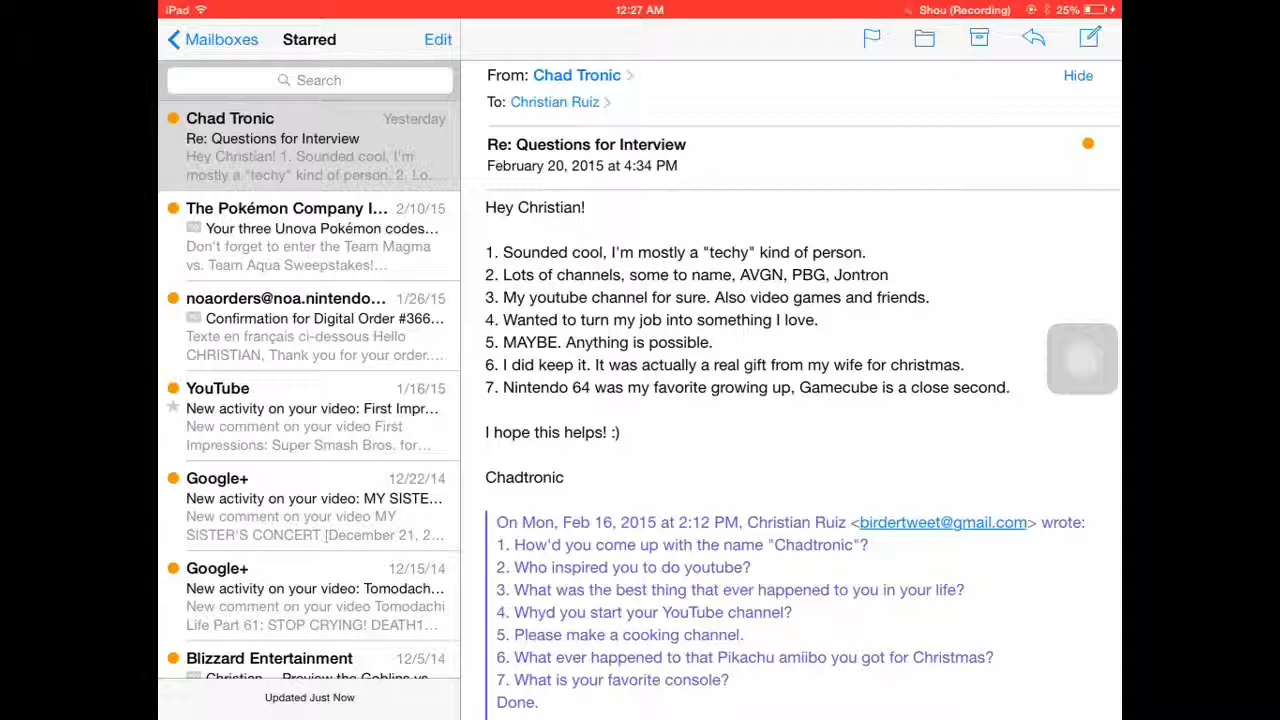 iPad 12:27 AM Shou (Recording) 25%
Mailboxes Starred Edit
Search
Chad Tronic Yesterday
Re: Questions for Interview
Hey Christian! 1. Sounded cool, I'm
mostly a "techy" kind of person. 2. Lo...
The Pokémon Company I... 2/10/15
Your three Unova Pokémon codes...
Don't forget to enter the Team Magma
vs. Team Aqua Sweepstakes!...
noaorders@noa.nintendo... 1/26/15
Confirmation for Digital Order #366...
Texte en français ci-dessous Hello
CHRISTIAN, Thank you for your order....
YouTube 1/16/15
New activity on your video: First Impr...
New comment on your video First
Impressions: Super Smash Bros. for...
Google+ 12/22/14
New activity on your video: MY SISTE...
New comment on your video MY
SISTER'S CONCERT [December 21, 2...
Google+ 12/15/14
New activity on your video: Tomodach...
New comment on your video Tomodachi
Life Part 61: STOP CRYING! DEATH1...
Blizzard Entertainment 12/5/14
Christian — Preview the Goblins vs
Updated Just Now
From: Chad Tronic
Hide
To: Christian Ruiz
Re: Questions for Interview
February 20, 2015 at 4:34 PM
Hey Christian!
1. Sounded cool, I'm mostly a "techy" kind of person.
2. Lots of channels, some to name, AVGN, PBG, Jontron
3. My youtube channel for sure. Also video games and friends.
4. Wanted to turn my job into something I love.
5. MAYBE. Anything is possible.
6. I did keep it. It was actually a real gift from my wife for christmas.
7. Nintendo 64 was my favorite growing up, Gamecube is a close second.
I hope this helps! :)
Chadtronic
On Mon, Feb 16, 2015 at 2:12 PM, Christian Ruiz <birdertweet@gmail.com> wrote:
1. How'd you come up with the name "Chadtronic"?
2. Who inspired you to do youtube?
3. What was the best thing that ever happened to you in your life?
4. Whyd you start your YouTube channel?
5. Please make a cooking channel.
6. What ever happened to that Pikachu amiibo you got for Christmas?
7. What is your favorite console?
Done.